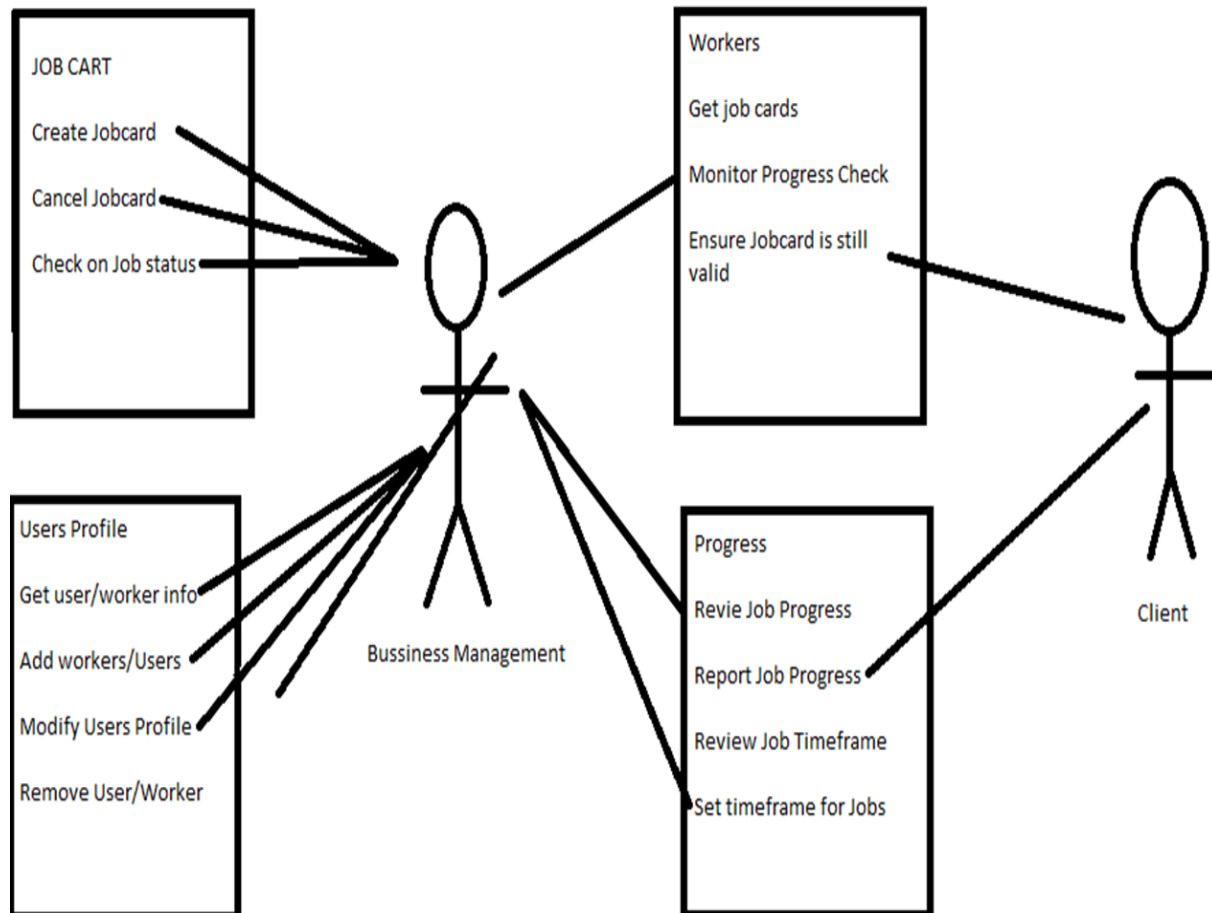 JOB CART
Create Jobcard
Cancel Jobcard
Check on Job status
Workers
Get job cards
Monitor Progress Check
Ensure Jobcard is still
valid
Users Profile
Get user/worker info
Add workers/Users
Modify Users Profile
Remove User/Worker
Bussiness Management
Progress
Revie Job Progress
Report Job Progress
Review Job Timeframe
Set timeframe for Jobs
Client